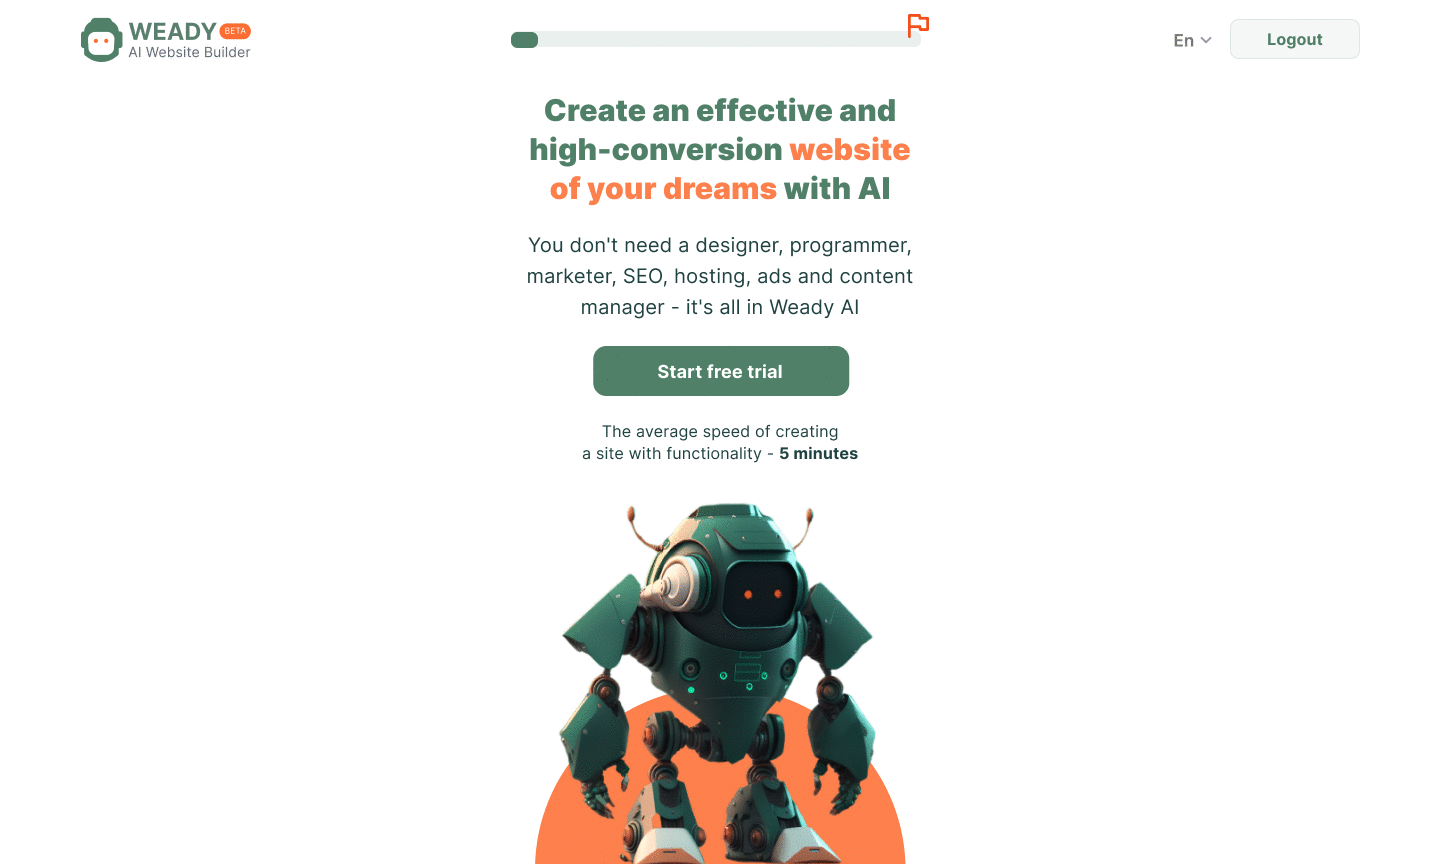 WEADY BETA
AI Website Builder
En
Logout
Create an effective and
high-conversion website
of your dreams with AI
You don't need a designer, programmer,
marketer, SEO, hosting, ads and content
manager - it's all in Weady AI
Start free trial
The average speed of creating
a site with functionality - 5 minutes